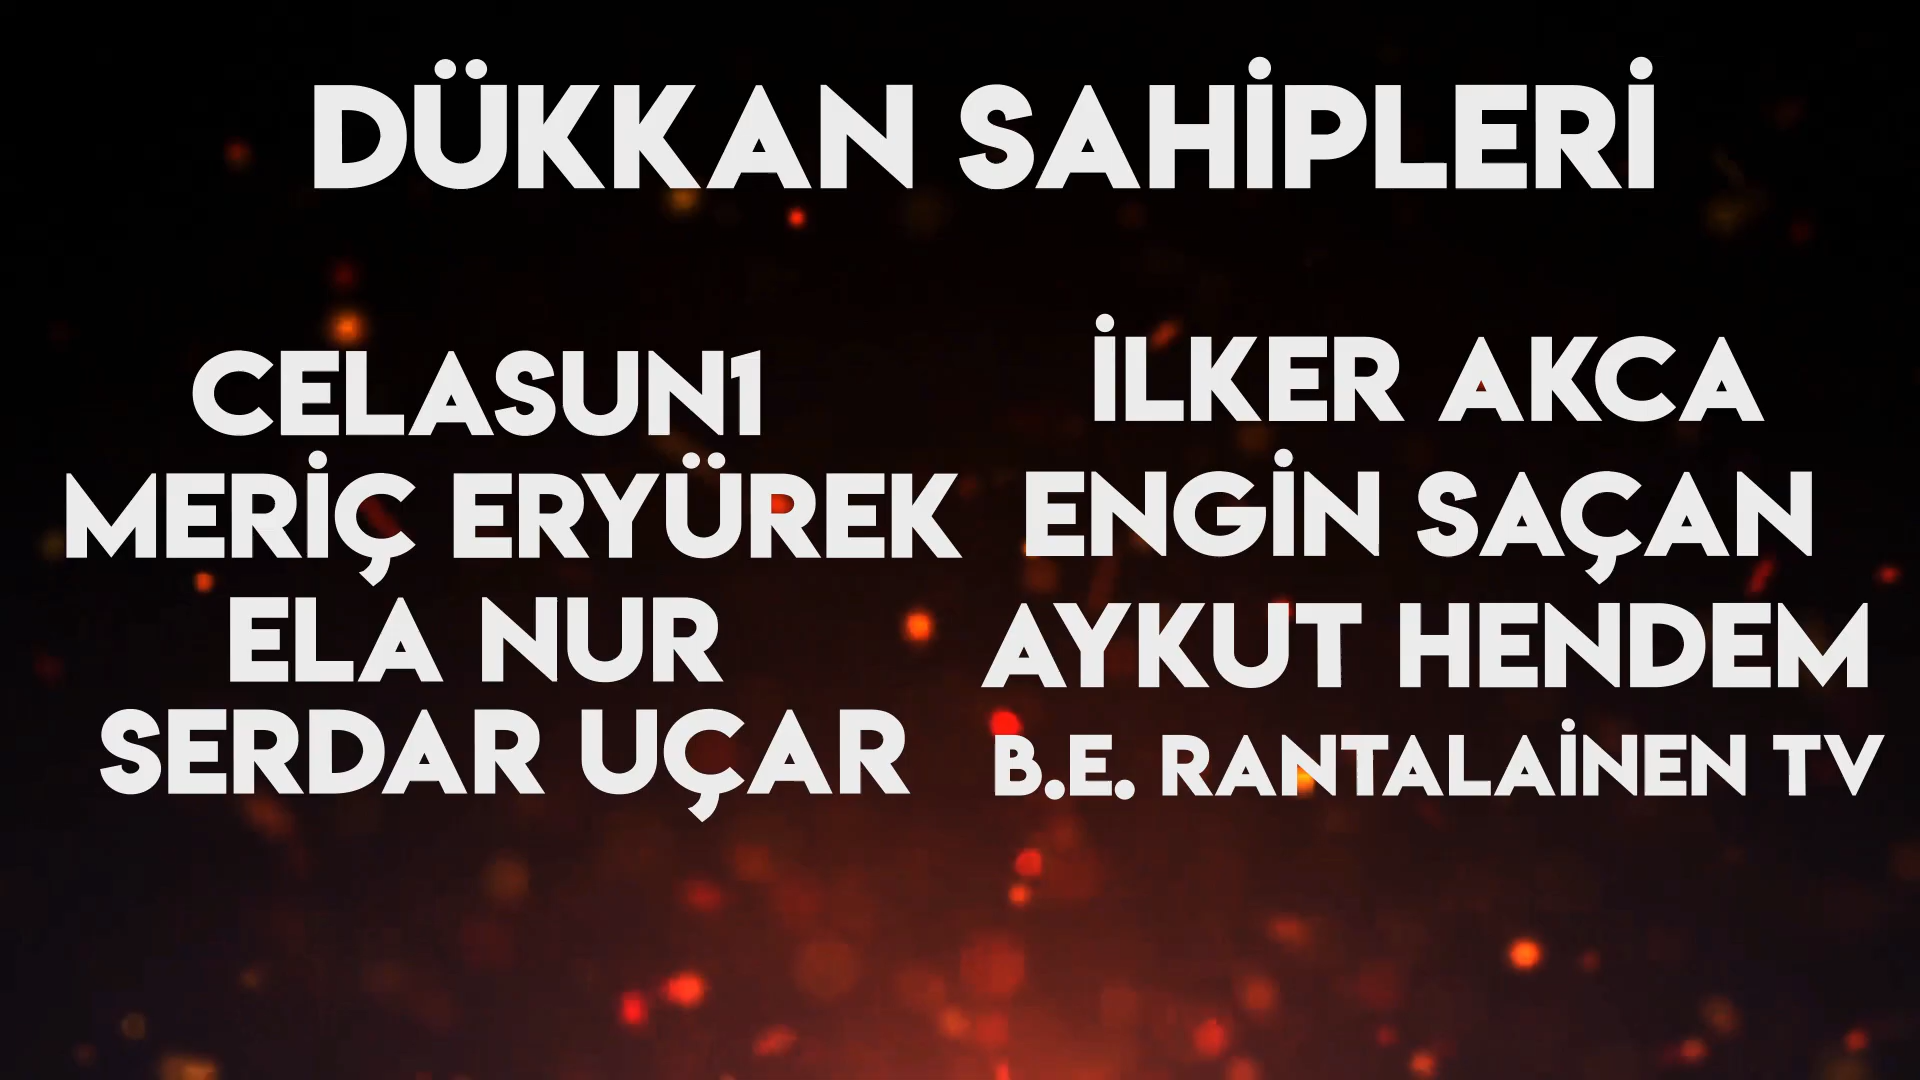 DÜKKAN SAHİPLERİ
CELASUN1
MERİÇ ERYÜREK
ELA NUR
SERDAR UÇAR
İLKER AKCA
ENGİN SAÇAN
AYKUT HENDEM
B.E. RANTALAİNEN TV